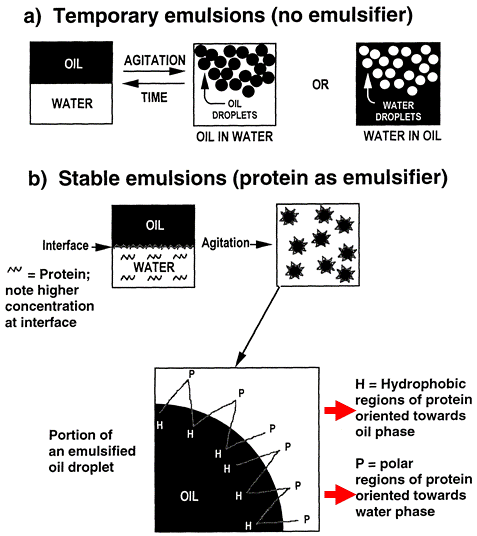 a) Temporary emulsions (no emulsifier)
OIL
WATER
AGITATION
TIME
OIL
DROPLETS
OIL IN WATER
OR
WATER
DROPLETS
WATER IN OIL
b) Stable emulsions (protein as emulsifier)
OIL
WATER
Interface
Agitation
= Protein;
note higher
concentration
at interface
Portion of
an emulsified
oil droplet
OIL
P
P
P
P
P
P
H
H
H
H
H
H
H = Hydrophobic
regions of protein
oriented towards
oil phase
P = polar
regions of protein
oriented towards
water phase